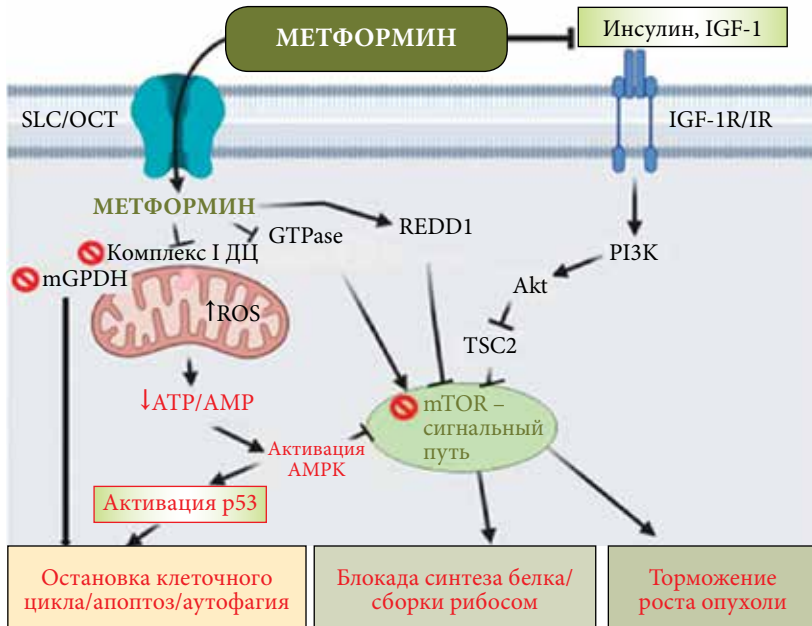 МЕТФОРМИН
Инсулин, IGF-1
SLC/OCT
IGF-1R/IR
МЕТФОРМИН
GTPase
REDD1
Комплекс I ДЦ
mGPDH
PI3K
Akt
↑ROS
TSC2
↓ATP/AMP
mTOR –
сигнальный
путь
Активация
AMPK
Активация p53
Остановка клеточного
цикла/апоптоз/аутофагия
Блокада синтеза белка/
сборки рибосом
Торможение
роста опухоли